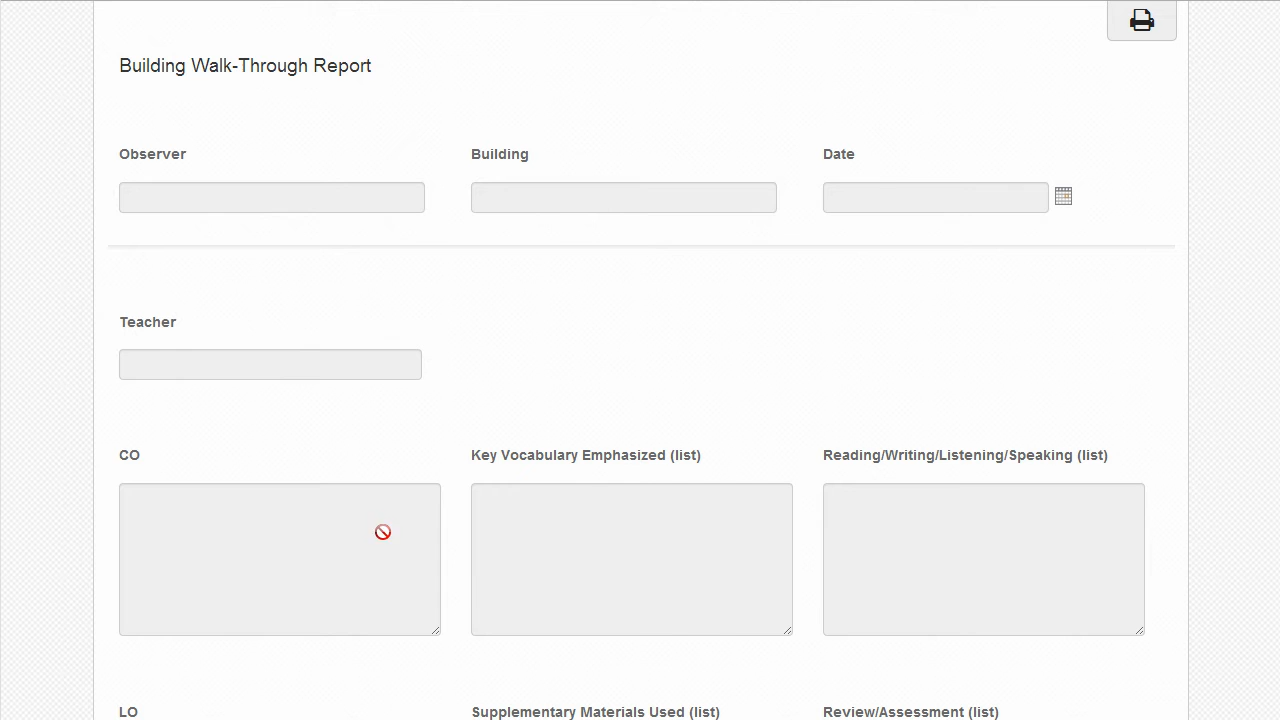 Building Walk-Through Report
Observer Building Date
Teacher
CO Key Vocabulary Emphasized (list) Reading/Writing/Listening/Speaking (list)
LO Supplementary Materials Used (list) Review/Assessment (list)